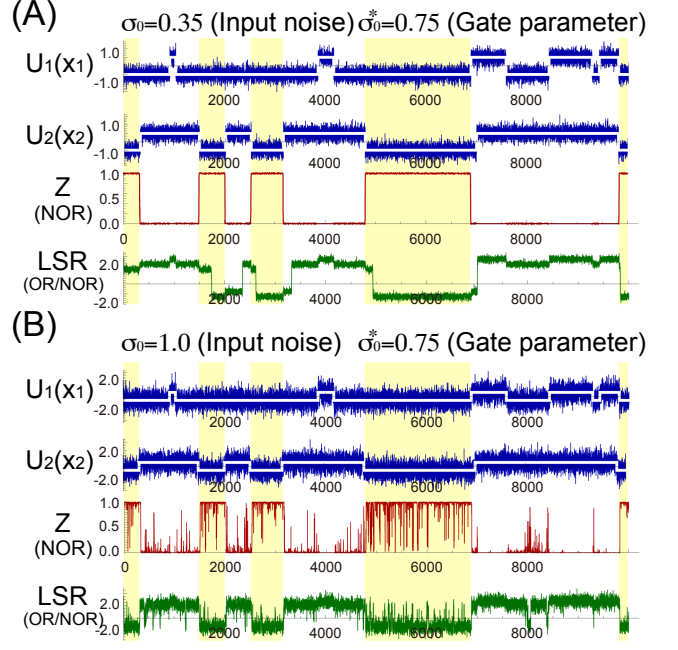 (A)
σ₀=0.35 (Input noise) σ₀*=0.75 (Gate parameter)
U₁(x₁)
1.0
-1.0
2000 4000 6000 8000
U₂(x₂)
1.0
-1.0
2000 4000 6000 8000
Z
(NOR)
1.0
0.5
0.0
0 2000 4000 6000 8000
LSR
(OR/NOR)
2.0
-2.0
2000 4000 6000 8000
(B)
σ₀=1.0 (Input noise) σ₀*=0.75 (Gate parameter)
U₁(x₁)
2.0
-2.0
2000 4000 6000 8000
U₂(x₂)
2.0
-2.0
2000 4000 6000 8000
Z
(NOR)
1.0
0.5
0.0
0 2000 4000 6000 8000
LSR
(OR/NOR)
2.0
-2.0
2000 4000 6000 8000